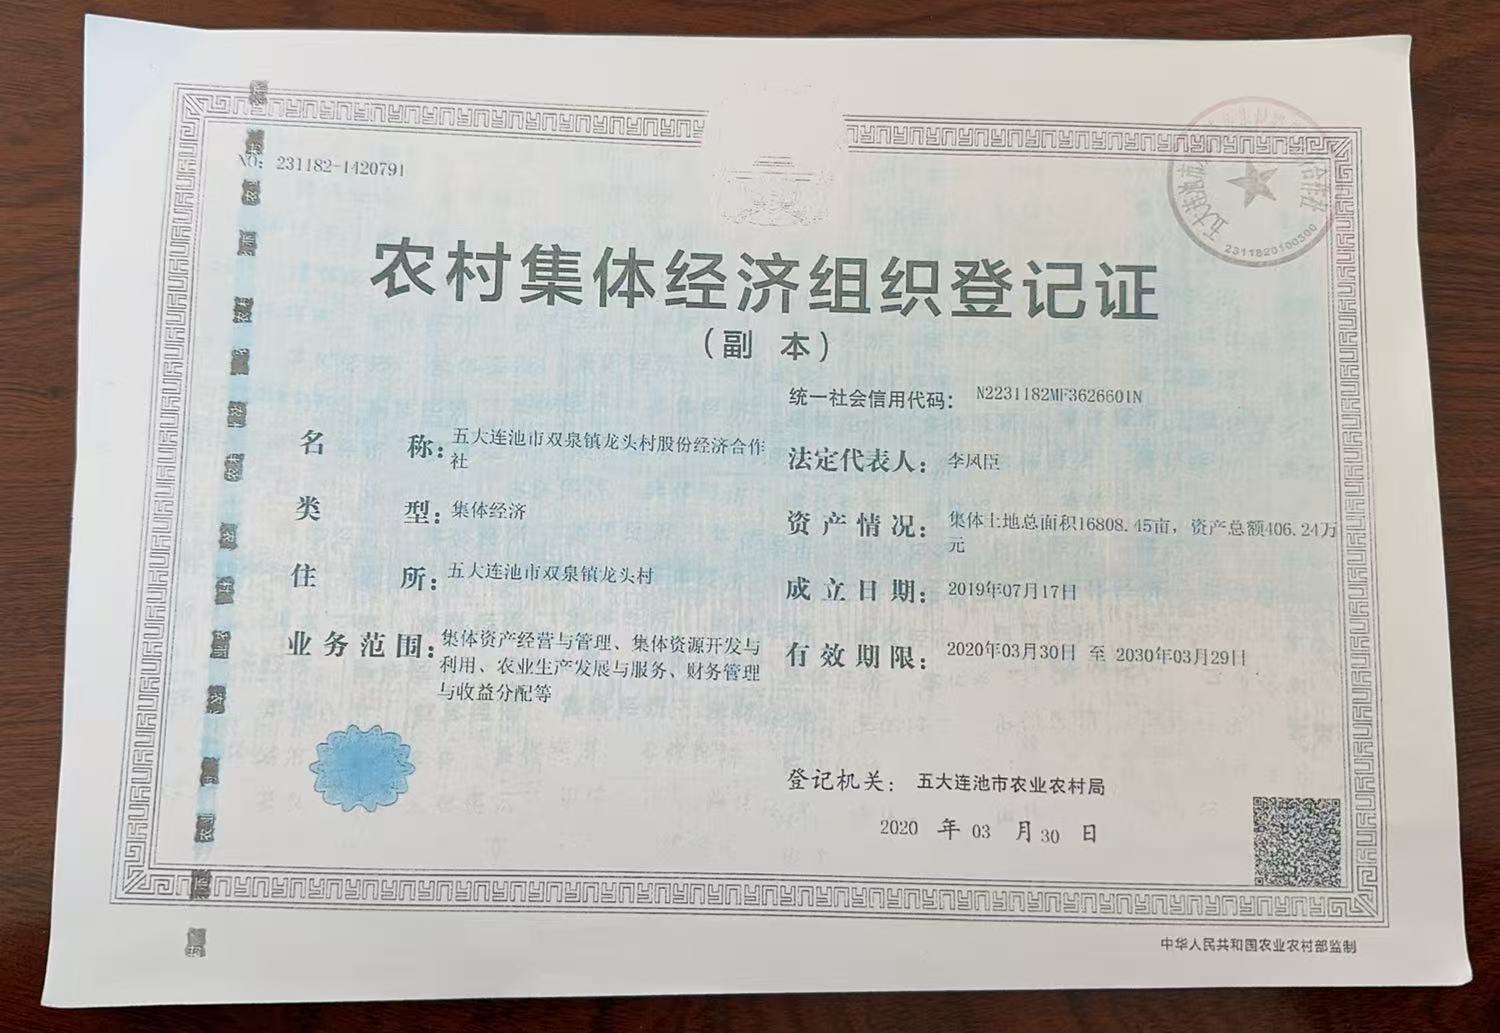 NO: 231182-1420791
2311820100300
农村集体经济组织登记证
（副 本）
统一社会信用代码： N2231182MF3626601N
名 称： 五大连池市双泉镇龙头村股份经济合作
社
法定代表人： 李凤臣
类 型： 集体经济
资产情况： 集体土地总面积16808.45亩，资产总额406.24万
元
住 所： 五大连池市双泉镇龙头村
成立日期： 2019年07月17日
业务范围： 集体资产经营与管理、集体资源开发与
利用、农业生产发展与服务、财务管理
与收益分配等
有效期限： 2020年03月30日 至 2030年03月29日
登记机关： 五大连池市农业农村局
2020 年 03 月 30 日
中华人民共和国农业农村部监制